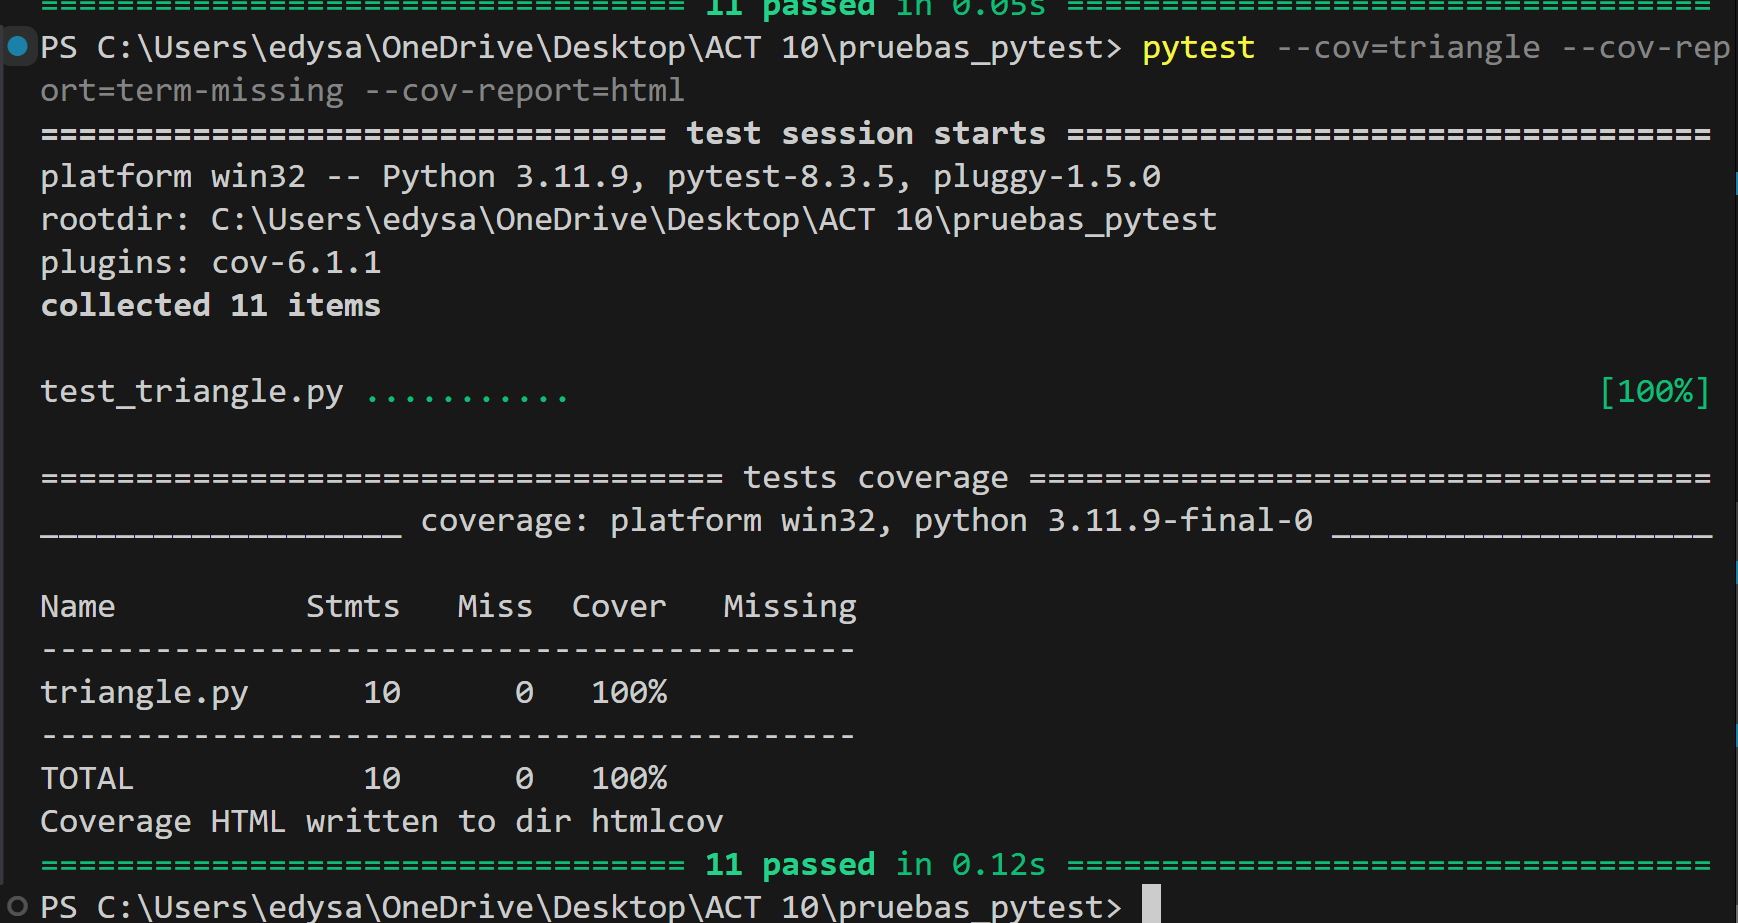 ================================== 11 passed in 0.05s ==================================
PS C:\Users\edysa\OneDrive\Desktop\ACT 10\pruebas_pytest> pytest --cov=triangle --cov-rep
ort=term-missing --cov-report=html
================================= test session starts ==================================
platform win32 -- Python 3.11.9, pytest-8.3.5, pluggy-1.5.0
rootdir: C:\Users\edysa\OneDrive\Desktop\ACT 10\pruebas_pytest
plugins: cov-6.1.1
collected 11 items
test_triangle.py ...........                                                      [100%]
==================================== tests coverage ====================================
___________________ coverage: platform win32, python 3.11.9-final-0 ____________________
Name          Stmts   Miss  Cover   Missing
-------------------------------------------
triangle.py      10      0   100%
-------------------------------------------
TOTAL            10      0   100%
Coverage HTML written to dir htmlcov
================================== 11 passed in 0.12s ==================================
PS C:\Users\edysa\OneDrive\Desktop\ACT 10\pruebas_pytest>